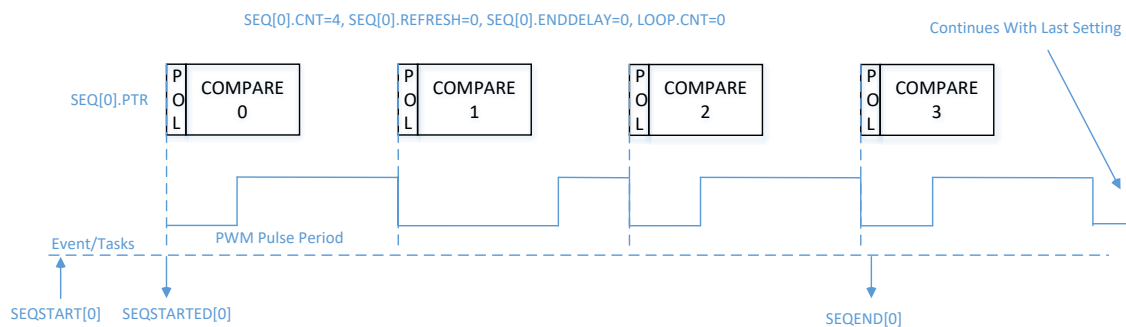 SEQ[0].CNT=4, SEQ[0].REFRESH=0, SEQ[0].ENDDELAY=0, LOOP.CNT=0
Continues With Last Setting
SEQ[0].PTR
P
O
L
COMPARE
0
P
O
L
COMPARE
1
P
O
L
COMPARE
2
P
O
L
COMPARE
3
Event/Tasks
PWM Pulse Period
SEQSTART[0]
SEQSTARTED[0]
SEQEND[0]